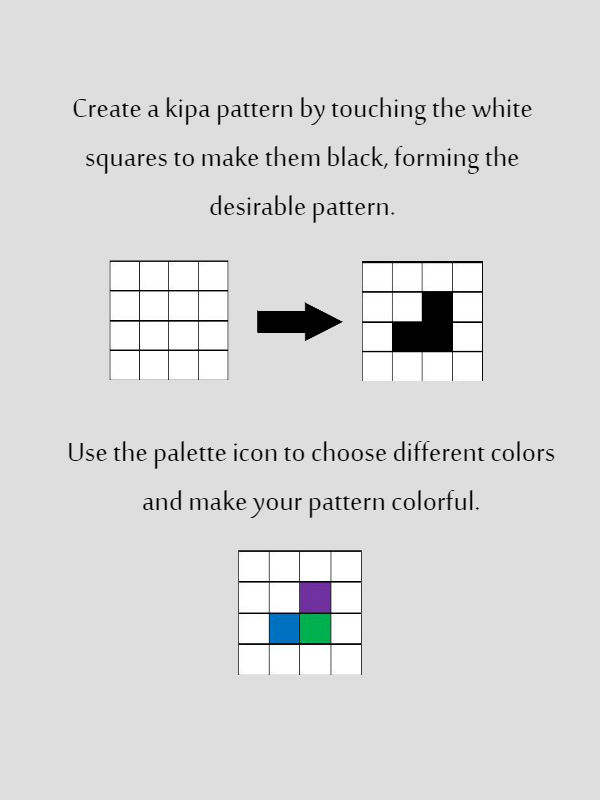 Create a kipa pattern by touching the white
squares to make them black, forming the
desirable pattern.
Use the palette icon to choose different colors
and make your pattern colorful.